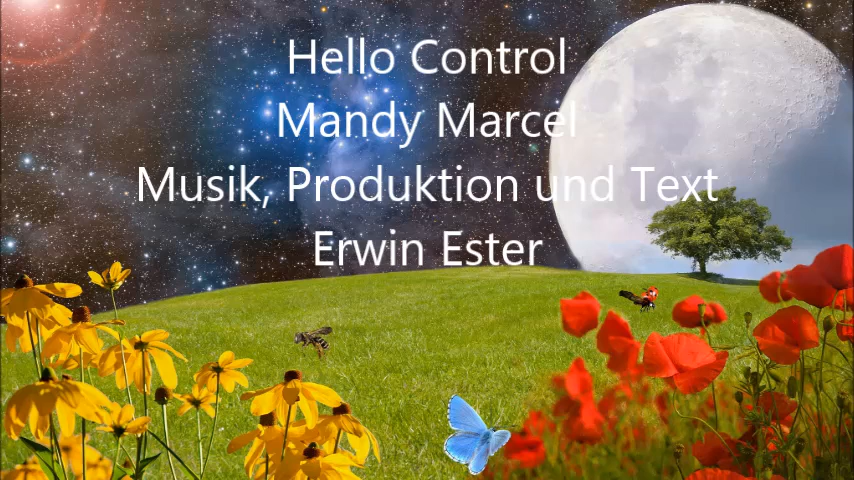 Hello Control
Mandy Marcel
Musik, Produktion und Text
Erwin Ester